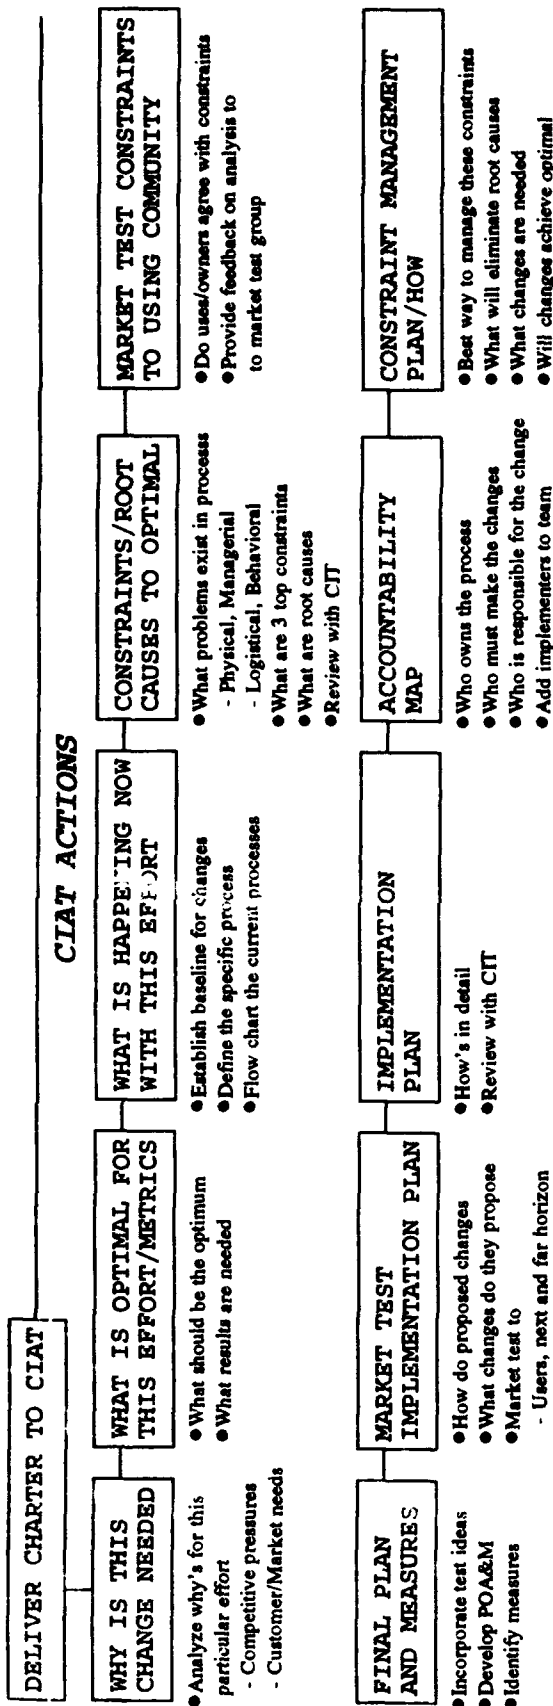 DELIVER CHARTER TO CIAT
CIAT ACTIONS
WHY IS THIS
CHANGE NEEDED
●Analyze why's for this
particular effort
- Competitive pressures
- Customer/Market needs
WHAT IS OPTIMAL FOR
THIS EFFORT/METRICS
●What should be the optimum
●What results are needed
WHAT IS HAPPENING NOW
WITH THIS EFFORT
●Establish baseline for changes
●Define the specific process
●Flow chart the current processes
CONSTRAINTS/ROOT
CAUSES TO OPTIMAL
●What problems exist in process
- Physical, Managerial
- Logistical, Behavioral
●What are 3 top constraints
●What are root causes
●Review with CIT
MARKET TEST CONSTRAINTS
TO USING COMMUNITY
●Do uses/owners agree with constraints
●Provide feedback on analysis to
to market test group
FINAL PLAN
AND MEASURES
●Incorporate test ideas
●Develop POA&M
●Identify measures
MARKET TEST
IMPLEMENTATION PLAN
●How do proposed changes
●What changes do they propose
●Market test to
- Users, next and far horizon
IMPLEMENTATION
PLAN
●How's in detail
●Review with CIT
ACCOUNTABILITY
MAP
●Who owns the process
●Who must make the changes
●Who is responsible for the change
●Add implementers to team
CONSTRAINT MANAGEMENT
PLAN/HOW
●Best way to manage these constraints
●What will eliminate root causes
●What changes are needed
●Will changes achieve optimal